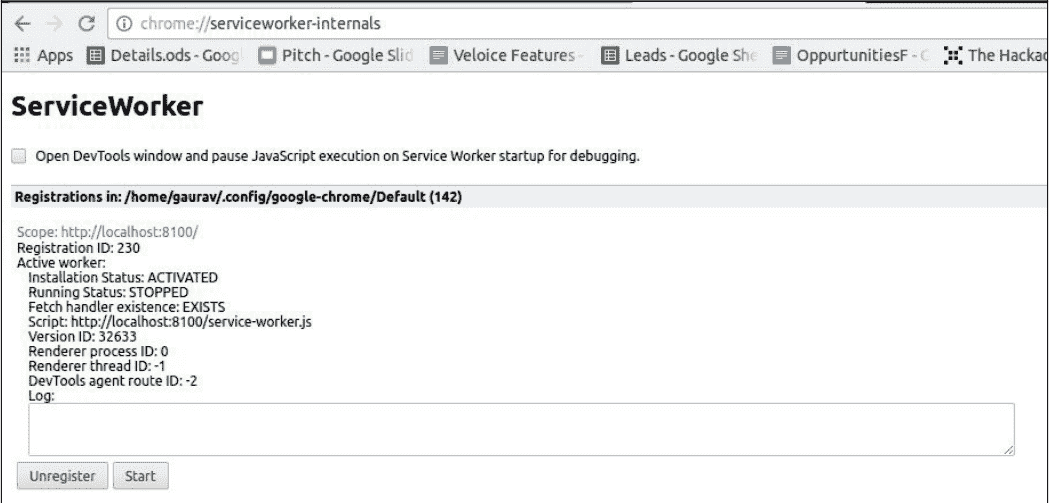 chrome://serviceworker-internals
Apps Details.ods - Goog Pitch - Google Slid Veloice Features - Leads - Google She OppurtunitiesF - G The Hackad
ServiceWorker
Open DevTools window and pause JavaScript execution on Service Worker startup for debugging.
Registrations in: /home/gaurav/.config/google-chrome/Default (142)
Scope: http://localhost:8100/
Registration ID: 230
Active worker:
Installation Status: ACTIVATED
Running Status: STOPPED
Fetch handler existence: EXISTS
Script: http://localhost:8100/service-worker.js
Version ID: 32633
Renderer process ID: 0
Renderer thread ID: -1
DevTools agent route ID: -2
Log:
Unregister Start